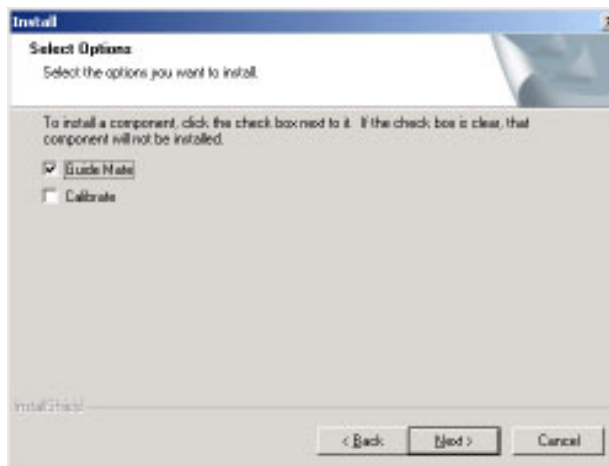 Install
Select Options
Select the options you want to install.
To install a component, click the check box next to it. If the check box is clear, that
component will not be installed.
Guide Mate
Calibrate
InstallShield
< Back
Next >
Cancel